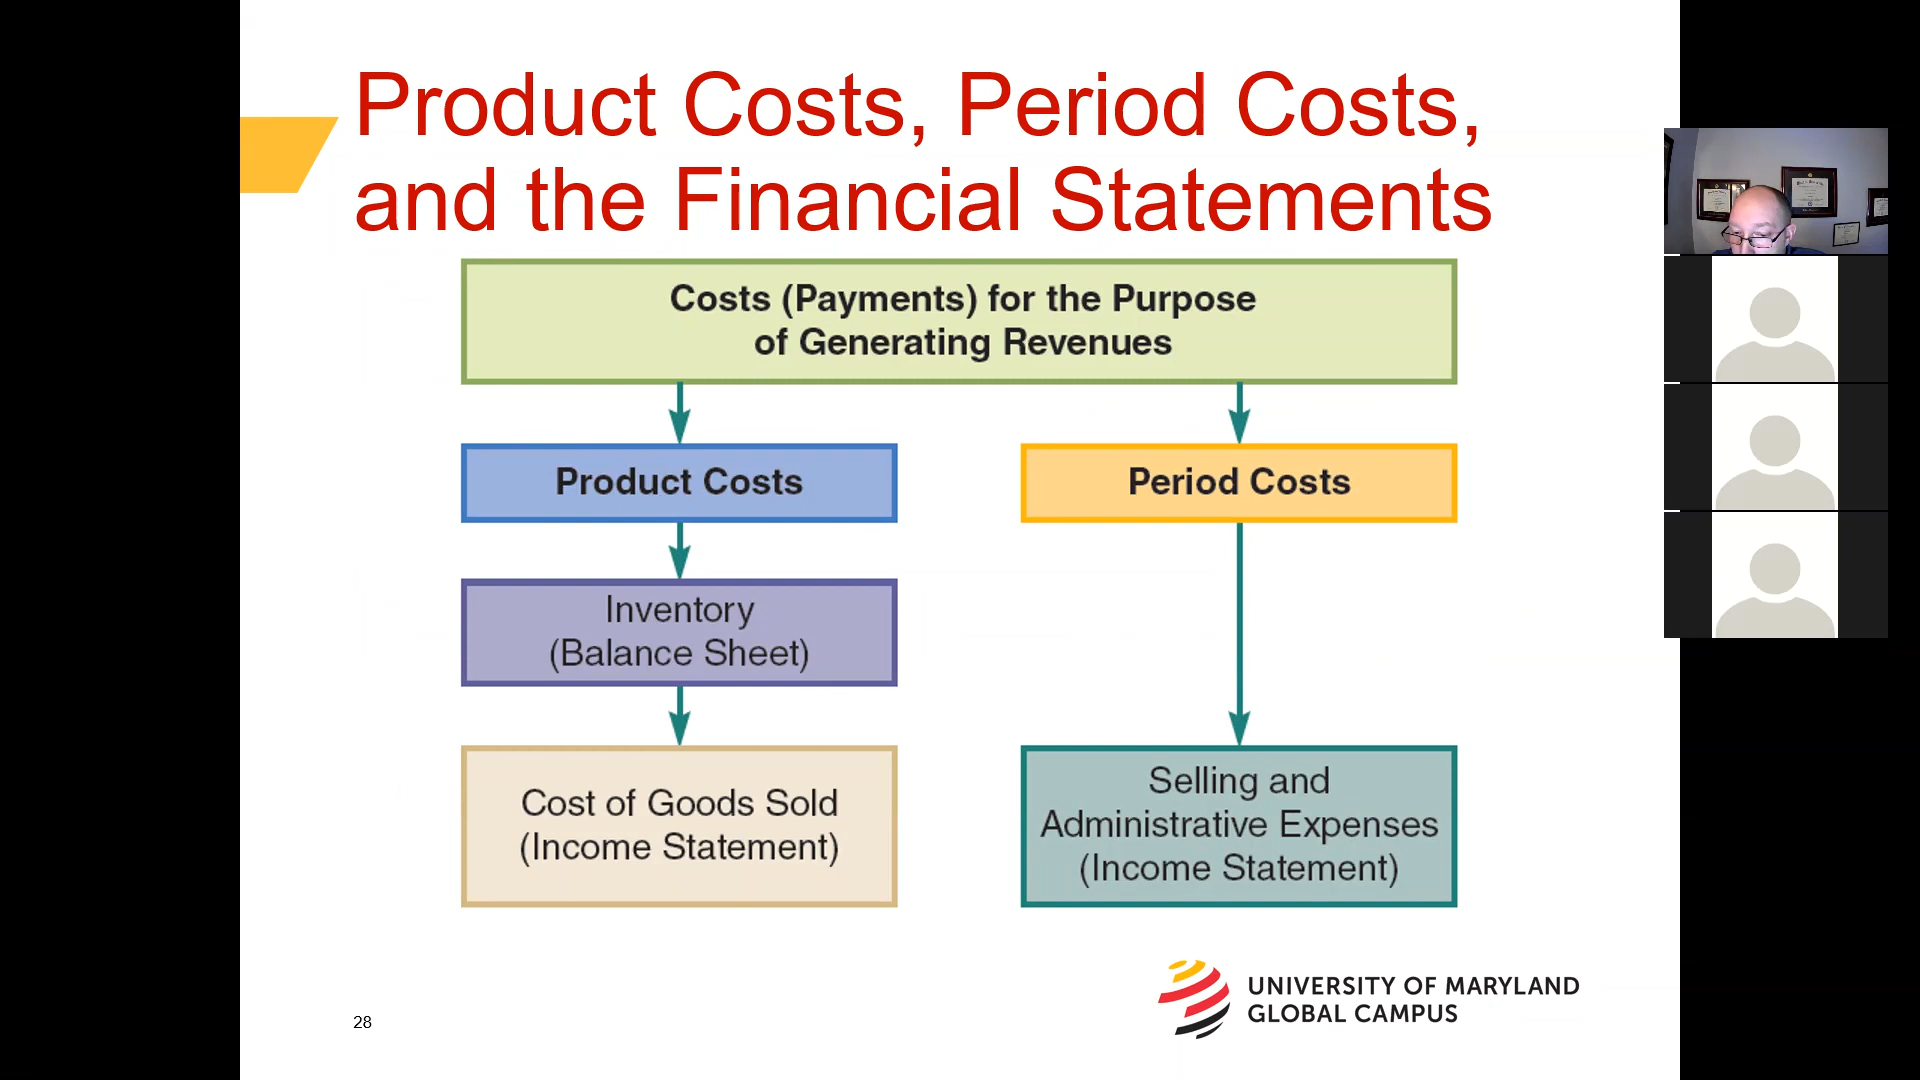 Product Costs, Period Costs,
and the Financial Statements
Costs (Payments) for the Purpose
of Generating Revenues
Product Costs
Period Costs
Inventory
(Balance Sheet)
Cost of Goods Sold
(Income Statement)
Selling and
Administrative Expenses
(Income Statement)
28
UNIVERSITY OF MARYLAND
GLOBAL CAMPUS